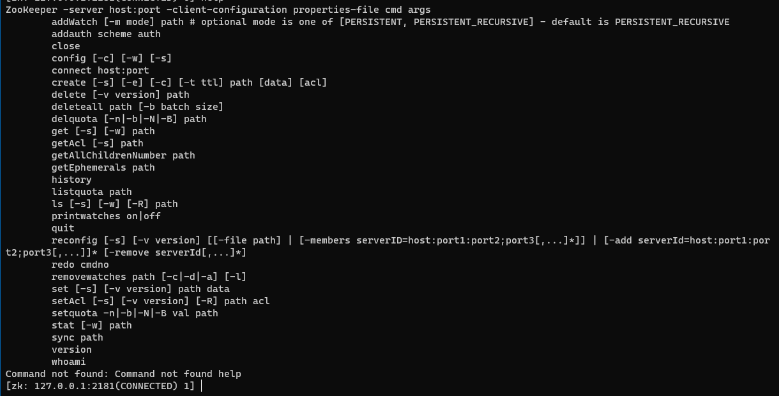 ZooKeeper -server host:port -client-configuration properties-file cmd args
addWatch [-m mode] path # optional mode is one of [PERSISTENT, PERSISTENT_RECURSIVE] - default is PERSISTENT_RECURSIVE
addauth scheme auth
close
config [-c] [-w] [-s]
connect host:port
create [-s] [-e] [-c] [-t ttl] path [data] [acl]
delete [-v version] path
deleteall path [-b batch size]
delquota [-n|-b|-N|-B] path
get [-s] [-w] path
getAcl [-s] path
getAllChildrenNumber path
getEphemerals path
history
listquota path
ls [-s] [-w] [-R] path
printwatches on|off
quit
reconfig [-s] [-v version] [[-file path] | [-members serverID=host:port1:port2;port3[,...]*]] | [-add serverId=host:port1:por
t2;port3[,...]]* [-remove serverId[,...]*]
redo cmdno
removewatches path [-c|-d|-a] [-l]
set [-s] [-v version] path data
setAcl [-s] [-v version] [-R] path acl
setquota -n|-b|-N|-B val path
stat [-w] path
sync path
version
whoami
Command not found: Command not found help
[zk: 127.0.0.1:2181(CONNECTED) 1]